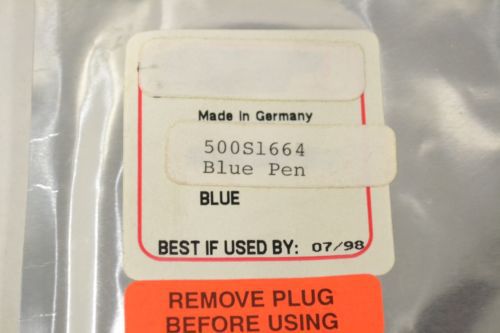 Made in Germany
500S1664
Blue Pen
BLUE
BEST IF USED BY: 07/98
REMOVE PLUG
BEFORE USING